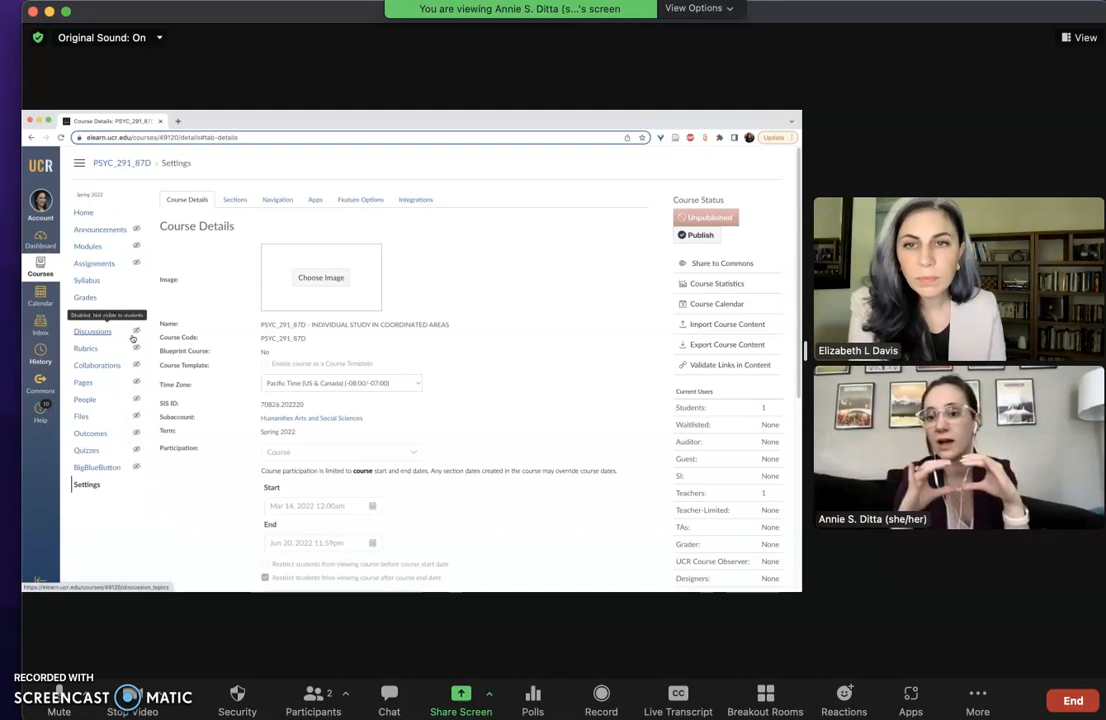 You are viewing Annie S. Ditta (s...'s screen
View Options
Original Sound: On
View
Course Details: PSYC_291_87D
elearn.ucr.edu/courses/49120/details#tab-details
Update
UCR
PSYC_291_87D › Settings
Account
Dashboard
Courses
Calendar
Inbox
History
Commons
10
Help
Spring 2022
Home
Announcements
Modules
Assignments
Syllabus
Grades
Disabled. Not visible to students
Discussions
Rubrics
Collaborations
Pages
People
Files
Outcomes
Quizzes
BigBlueButton
Settings
Course Details
Sections
Navigation
Apps
Feature Options
Integrations
Course Details
Image:
Choose Image
Name:
PSYC_291_87D - INDIVIDUAL STUDY IN COORDINATED AREAS
Course Code:
PSYC_291_87D
Blueprint Course:
No
Course Template:
Enable course as a Course Template
Time Zone:
Pacific Time (US & Canada) (-08:00/-07:00)
SIS ID:
70826.202220
Subaccount:
Humanities Arts and Social Sciences
Term:
Spring 2022
Participation:
Course
Course participation is limited to course start and end dates. Any section dates created in the course may override course dates.
Start
Mar 14, 2022 12:00am
End
Jun 20, 2022 11:59pm
Restrict students from viewing course before course start date
Restrict students from viewing course after course end date
Course Status
Unpublished
Publish
Share to Commons
Course Statistics
Course Calendar
Import Course Content
Export Course Content
Validate Links in Content
Current Users
Students: 1
Waitlisted: None
Auditor: None
Guest: None
SI: None
Teachers: 1
Teacher-Limited: None
TAs: None
Grader: None
UCR Course Observer: None
Designers: None
https://elearn.ucr.edu/courses/49120/discussion_topics
Elizabeth L Davis
Annie S. Ditta (she/her)
RECORDED WITH
SCREENCAST MATIC
Mute
Stop Video
Security
2
Participants
Chat
Share Screen
Polls
Record
CC
Live Transcript
Breakout Rooms
Reactions
Apps
More
End